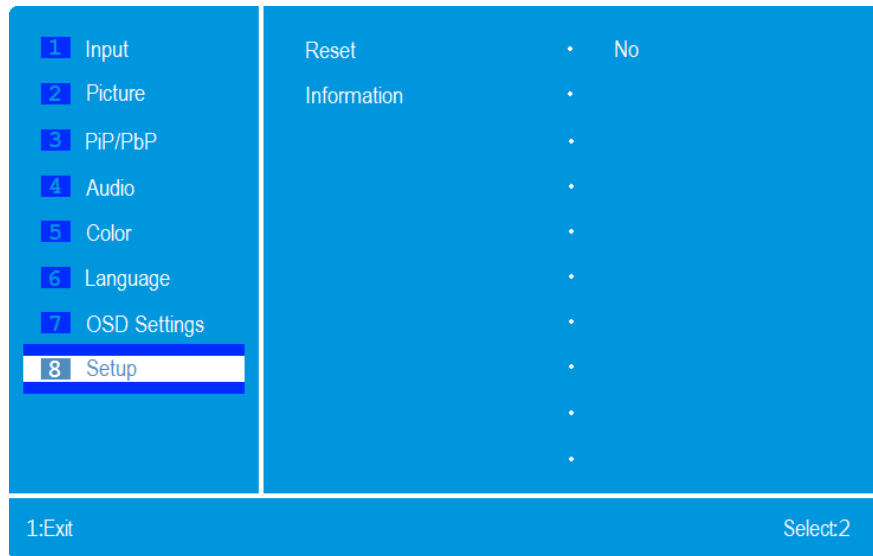 1 Input
2 Picture
3 PiP/PbP
4 Audio
5 Color
6 Language
7 OSD Settings
8 Setup
Reset • No
Information •
•
•
•
•
•
•
•
•
1:Exit
Select:2